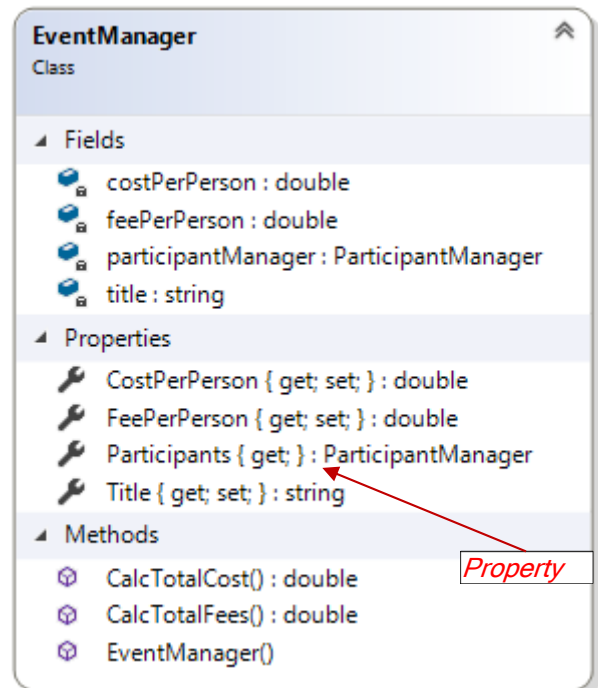 EventManager
Class
Fields
costPerPerson : double
feePerPerson : double
participantManager : ParticipantManager
title : string
Properties
CostPerPerson { get; set; } : double
FeePerPerson { get; set; } : double
Participants { get; } : ParticipantManager
Title { get; set; } : string
Methods
Property
CalcTotalCost() : double
CalcTotalFees() : double
EventManager()